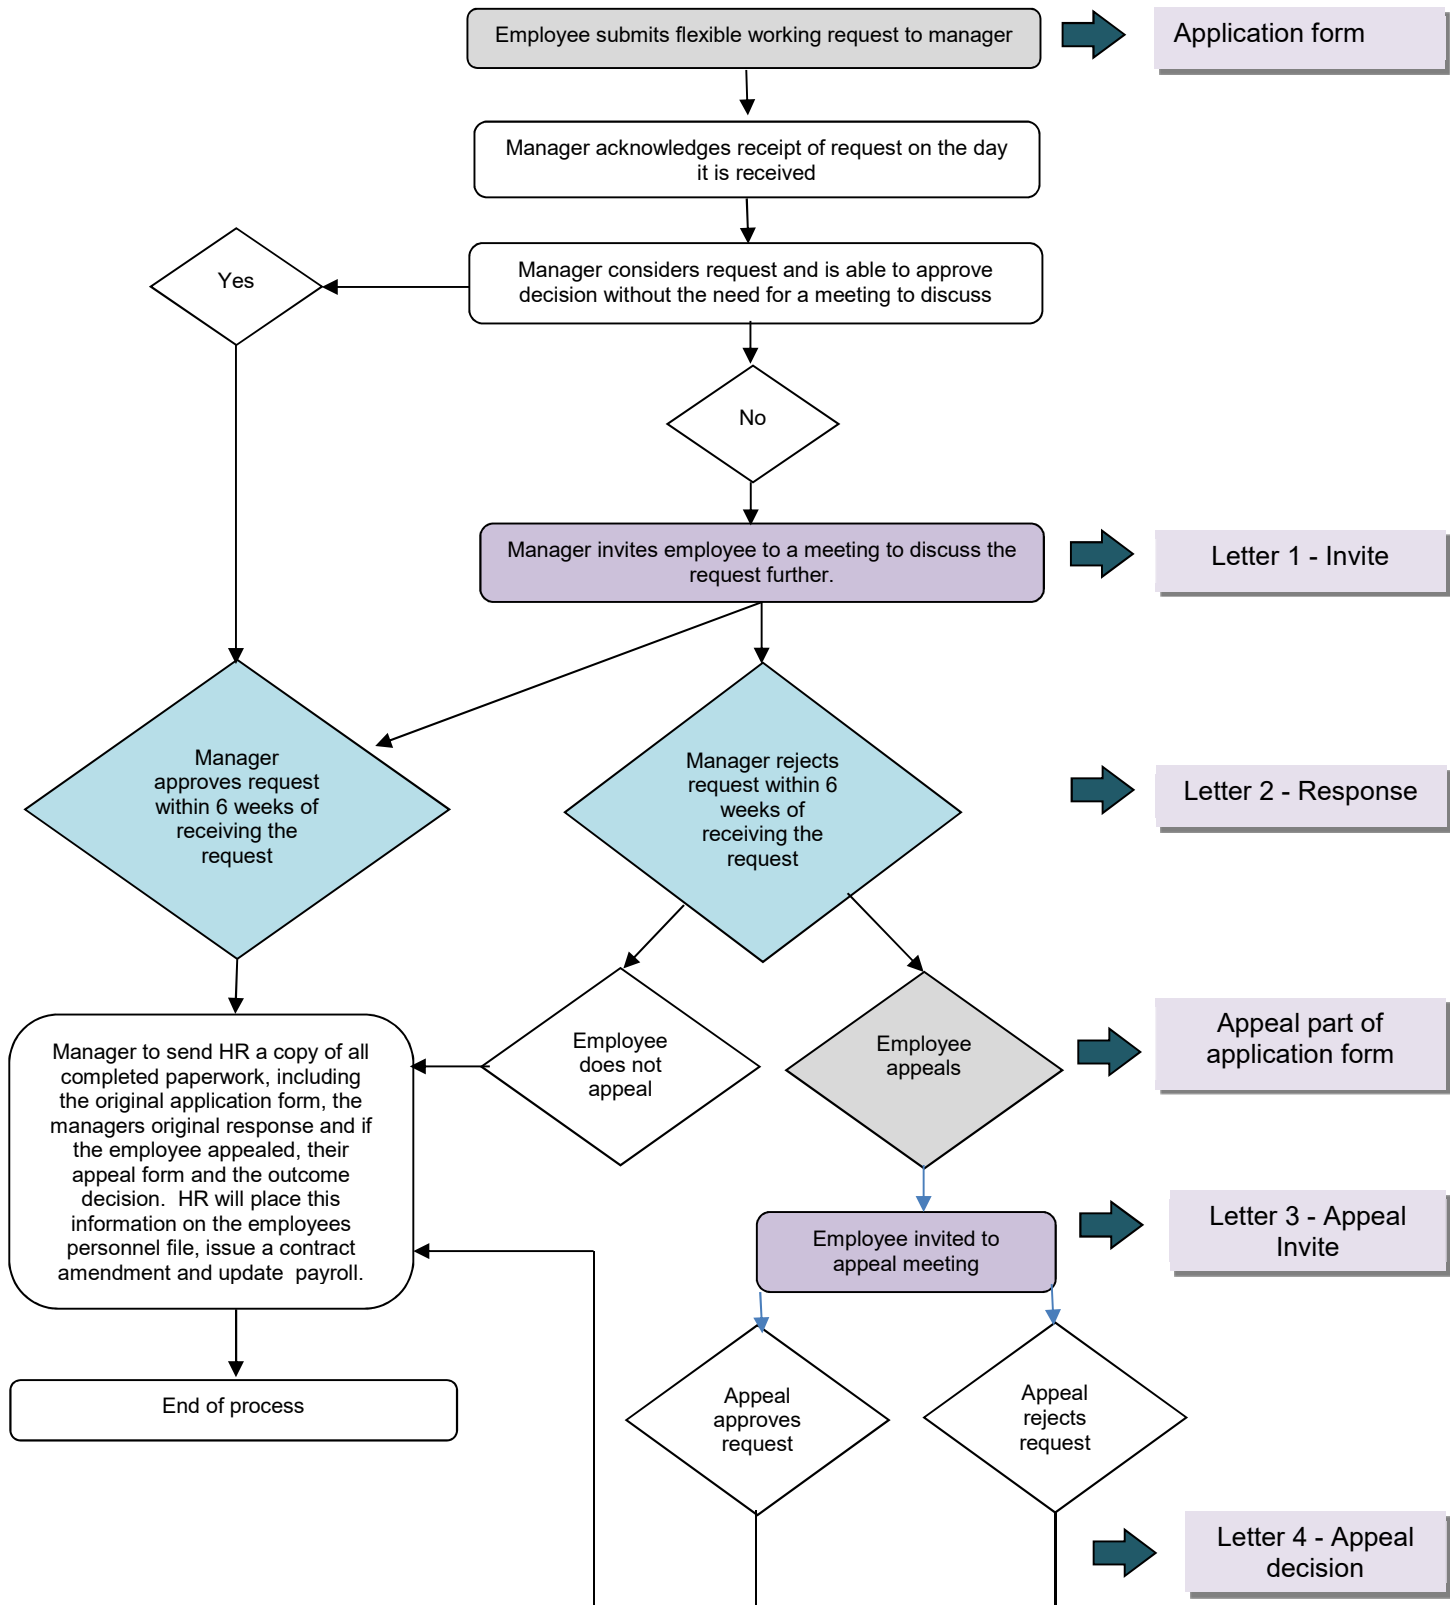 Employee submits flexible working request to manager
Application form
Manager acknowledges receipt of request on the day
it is received
Yes
Manager considers request and is able to approve
decision without the need for a meeting to discuss
No
Manager invites employee to a meeting to discuss the
request further.
Letter 1 - Invite
Manager
approves request
within 6 weeks of
receiving the
request
Manager rejects
request within 6
weeks of
receiving the
request
Letter 2 - Response
Manager to send HR a copy of all
completed paperwork, including
the original application form, the
managers original response and if
the employee appealed, their
appeal form and the outcome
decision.  HR will place this
information on the employees
personnel file, issue a contract
amendment and update  payroll.
Employee
does not
appeal
Employee
appeals
Appeal part of
application form
Employee invited to
appeal meeting
Letter 3 - Appeal
Invite
End of process
Appeal
approves
request
Appeal
rejects
request
Letter 4 - Appeal
decision